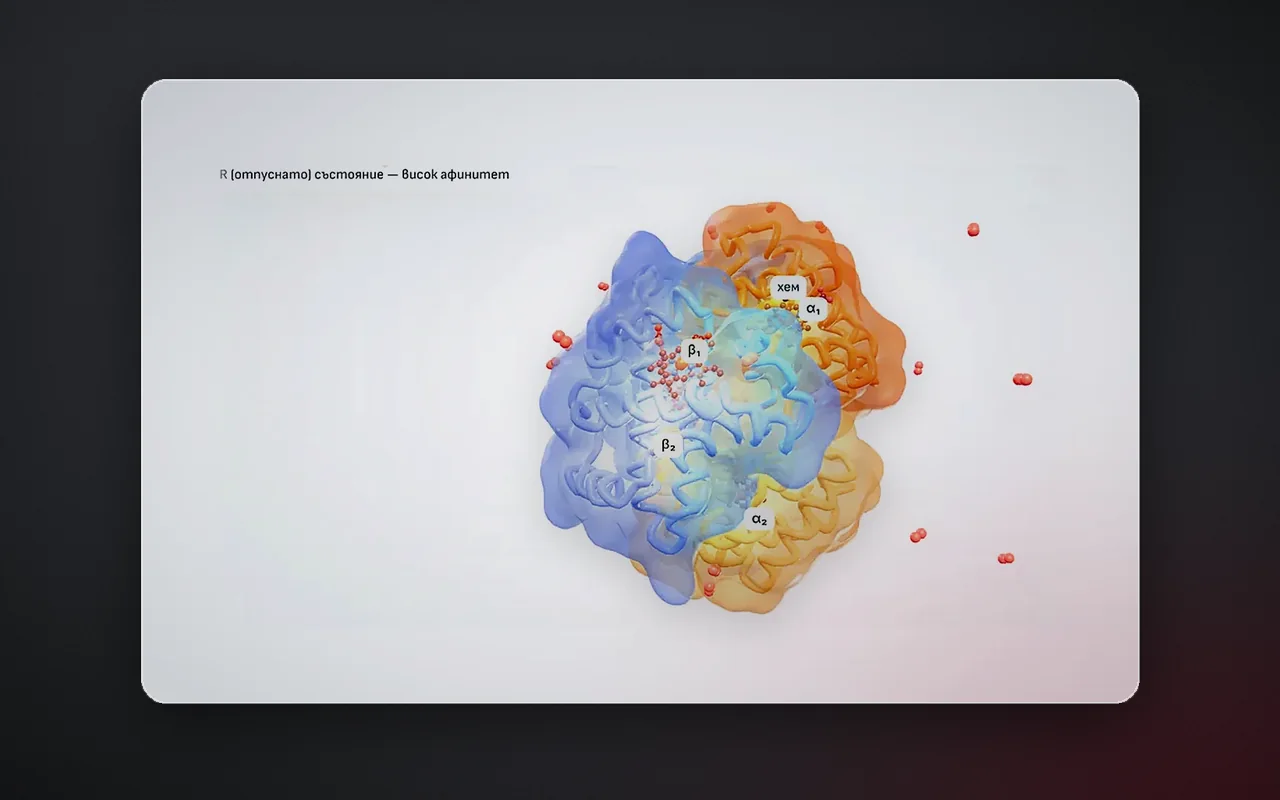 R (отпуснато) състояние — висок афинитет
хем
α₁
β₁
β₂
α₂